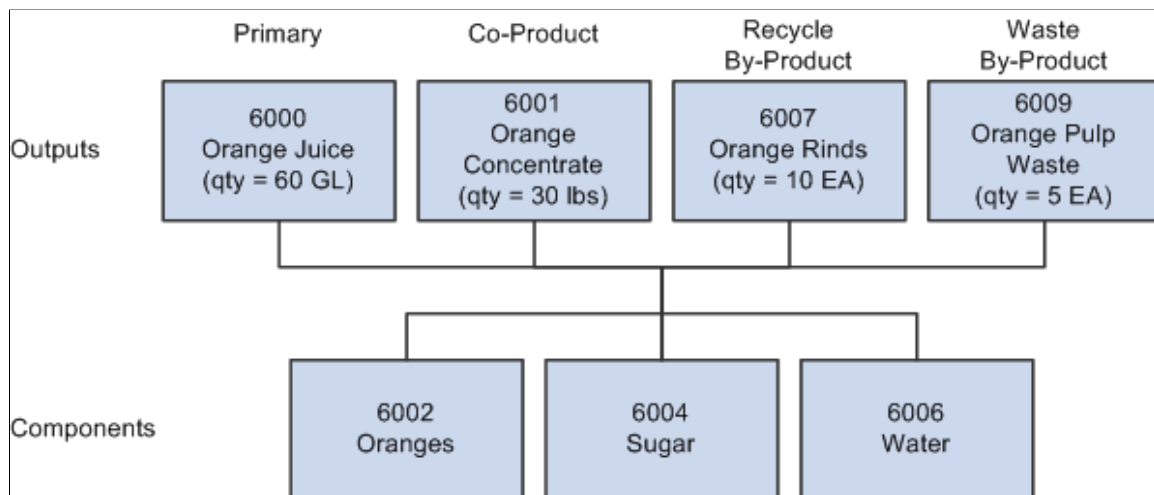 Primary
Co-Product
Recycle
By-Product
Waste
By-Product
Outputs
6000
Orange Juice
(qty = 60 GL)
6001
Orange
Concentrate
(qty = 30 lbs)
6007
Orange Rinds
(qty = 10 EA)
6009
Orange Pulp
Waste
(qty = 5 EA)
Components
6002
Oranges
6004
Sugar
6006
Water